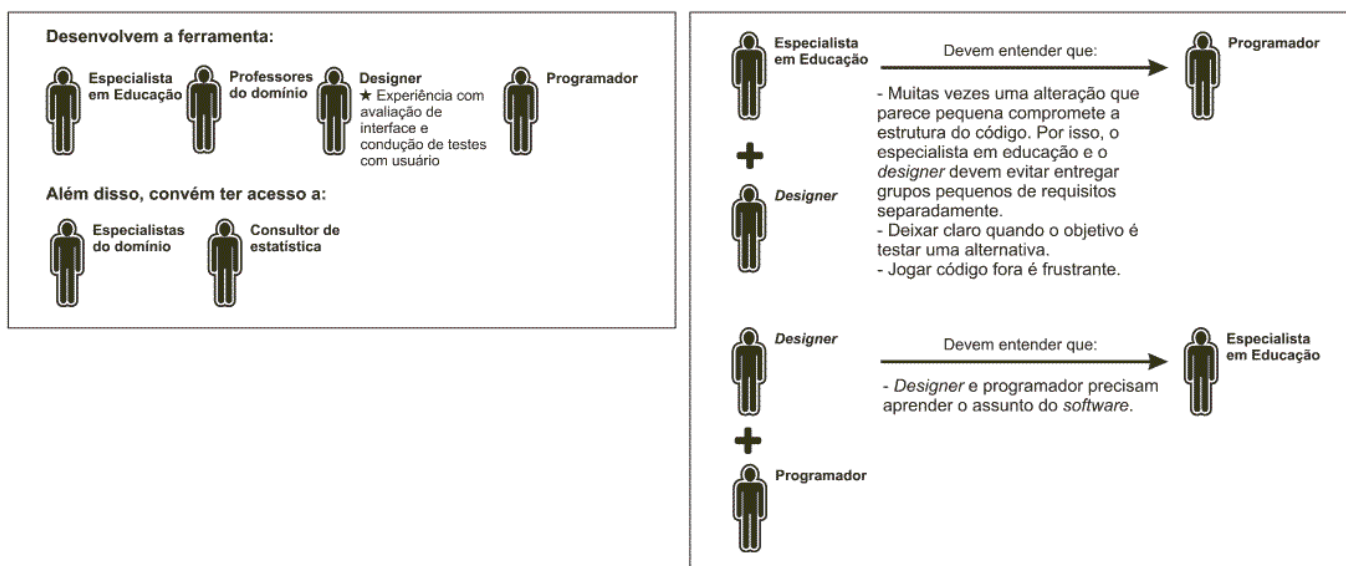 Desenvolvem a ferramenta:
Especialista
em Educação
Professores
do domínio
Designer
★ Experiência com
avaliação de
interface e
condução de testes
com usuário
Programador
Além disso, convém ter acesso a:
Especialistas
do domínio
Consultor de
estatística
Especialista
em Educação
Devem entender que:
Programador
- Muitas vezes uma alteração que
parece pequena compromete a
estrutura do código. Por isso, o
especialista em educação e o
designer devem evitar entregar
grupos pequenos de requisitos
separadamente.
- Deixar claro quando o objetivo é
testar uma alternativa.
- Jogar código fora é frustrante.
Designer
Designer
Devem entender que:
Especialista
em Educação
- Designer e programador precisam
aprender o assunto do software.
Programador